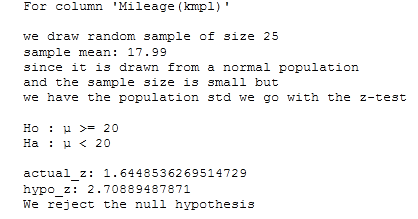 For column 'Mileage(kmpl)'
we draw random sample of size 25
sample mean: 17.99
since it is drawn from a normal population
and the sample size is small but
we have the population std we go with the z-test
Ho : μ >= 20
Ha : μ < 20
actual_z: 1.6448536269514729
hypo_z: 2.70889487871
We reject the null hypothesis